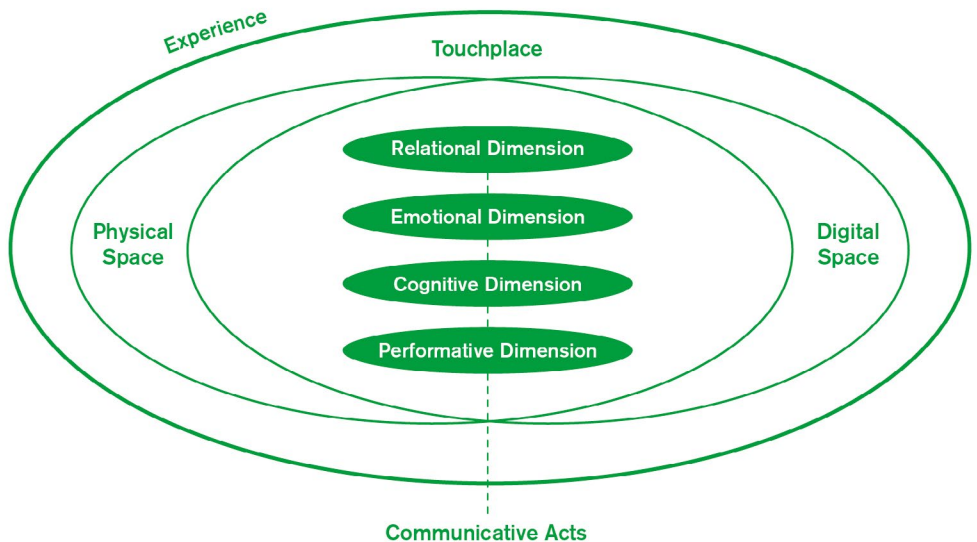 Experience
Touchplace
Relational Dimension
Emotional Dimension
Physical
Space
Digital
Space
Cognitive Dimension
Performative Dimension
Communicative Acts